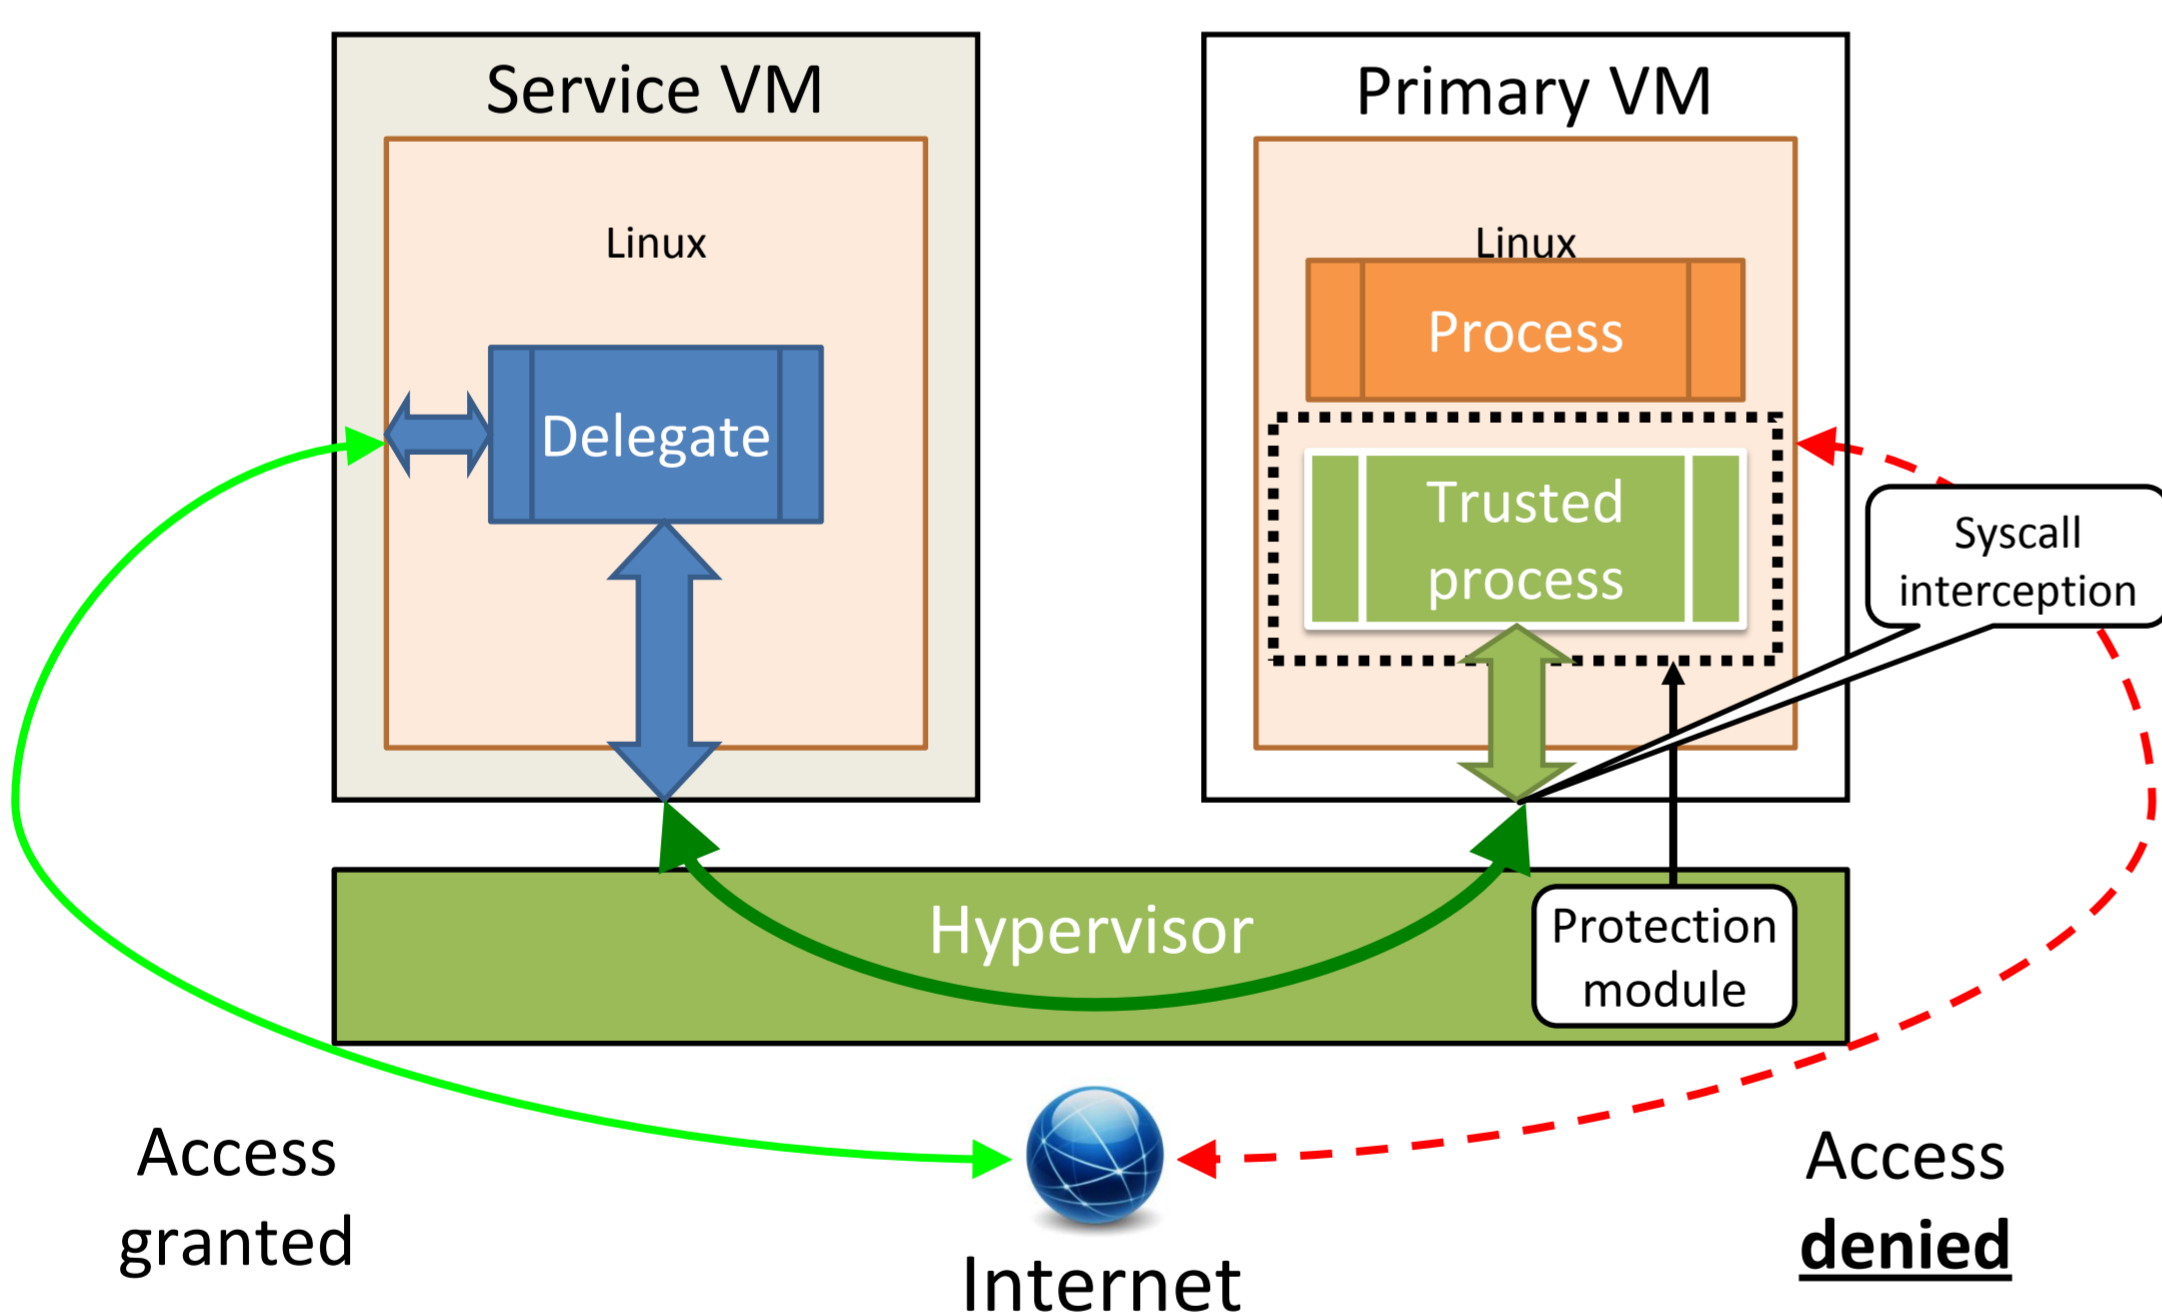 Service VM
Linux
Delegate
Primary VM
Linux
Process
Trusted
process
Syscall
interception
Hypervisor
Protection
module
Access
granted
Internet
Access
denied